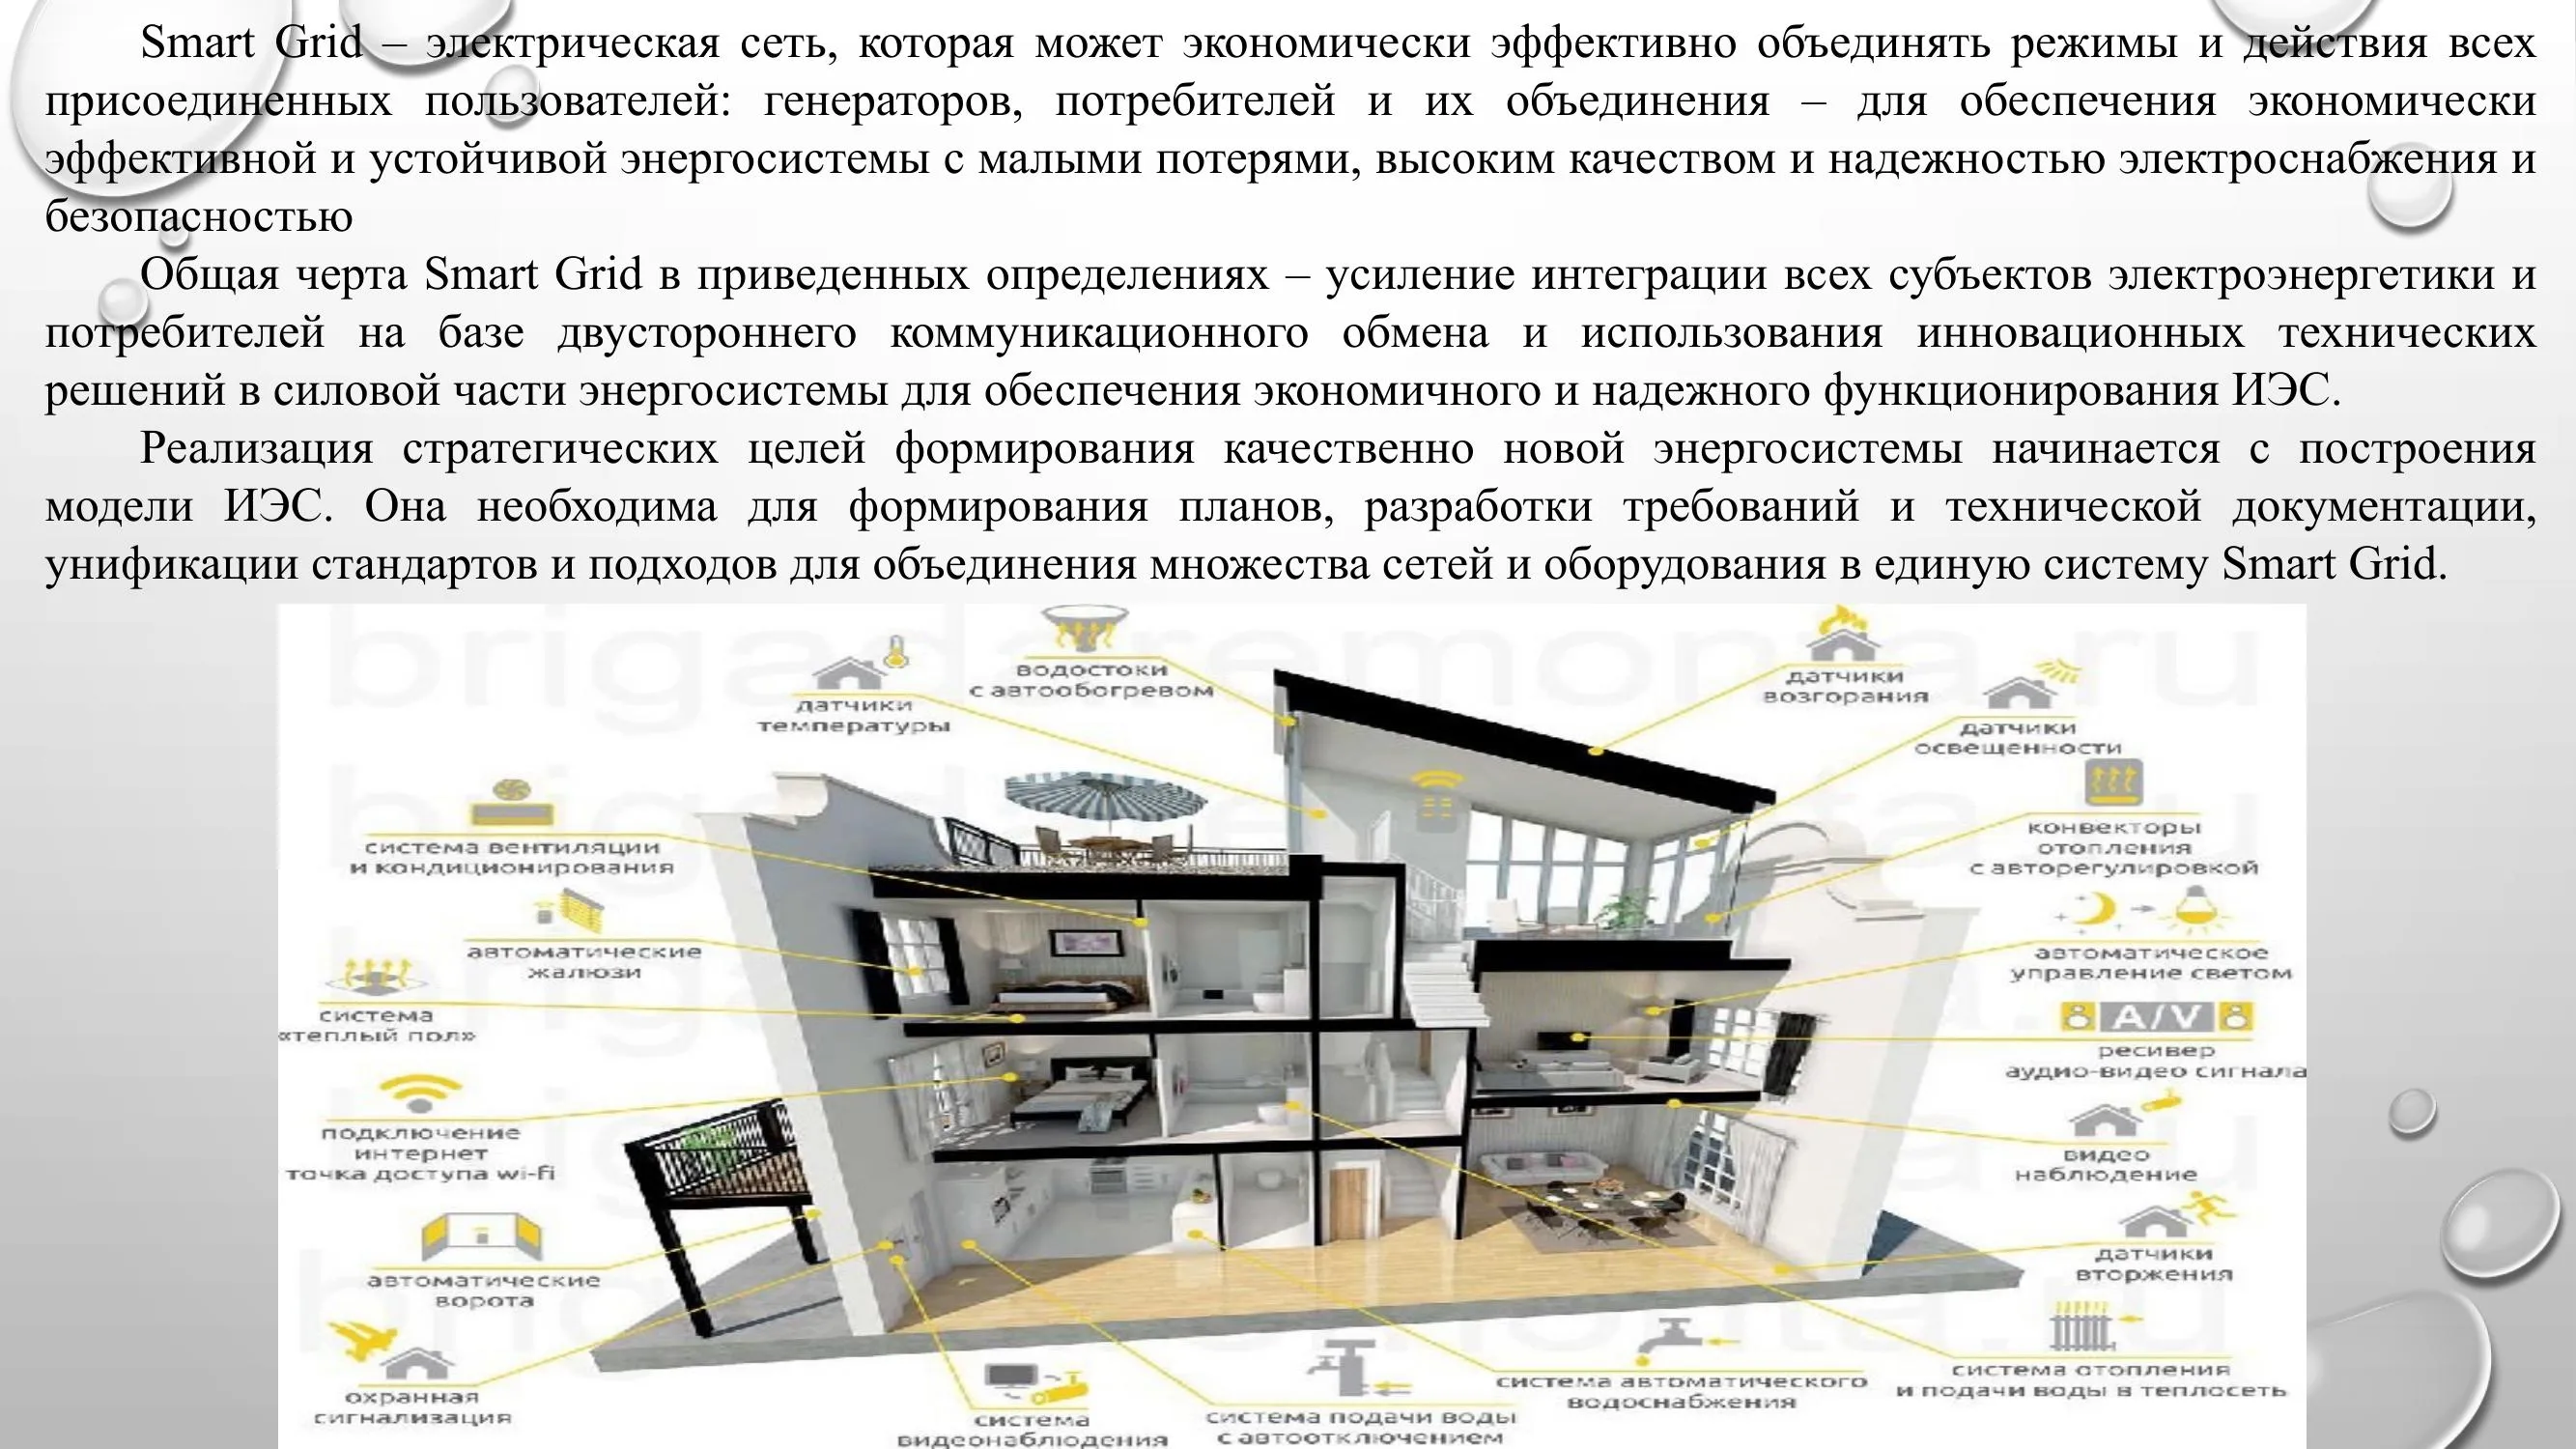 Smart Grid – электрическая сеть, которая может экономически эффективно объединять режимы и действия всех
присоединенных пользователей: генераторов, потребителей и их объединения – для обеспечения экономически
эффективной и устойчивой энергосистемы с малыми потерями, высоким качеством и надежностью электроснабжения и
безопасностью
Общая черта Smart Grid в приведенных определениях – усиление интеграции всех субъектов электроэнергетики и
потребителей на базе двустороннего коммуникационного обмена и использования инновационных технических
решений в силовой части энергосистемы для обеспечения экономичного и надежного функционирования ИЭС.
Реализация стратегических целей формирования качественно новой энергосистемы начинается с построения
модели ИЭС. Она необходима для формирования планов, разработки требований и технической документации,
унификации стандартов и подходов для объединения множества сетей и оборудования в единую систему Smart Grid.
brigadaremonta.ru
водостоки
с автообогревом
датчики
температуры
датчики
возгорания
датчики
освещенности
система вентиляции
и кондиционирования
конвекторы
отопления
с авторегулировкой
автоматические
жалюзи
автоматическое
управление светом
система
«теплый пол»
A/V
ресивер
аудио-видео сигнала
подключение
интернет
точка доступа wi-fi
видео
наблюдение
автоматические
ворота
датчики
вторжения
охранная
сигнализация
система
видеонаблюдения
система подачи воды
с автоотключением
система автоматического
водоснабжения
система отопления
и подачи воды в теплосеть